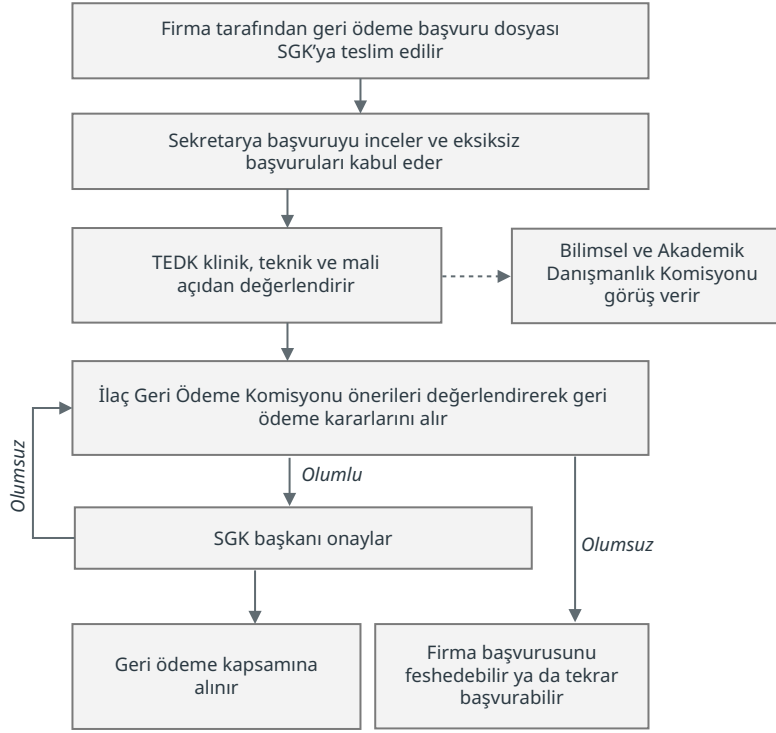 Firma tarafından geri ödeme başvuru dosyası
SGK’ya teslim edilir
Sekretarya başvuruyu inceler ve eksiksiz
başvuruları kabul eder
TEDK klinik, teknik ve mali
açıdan değerlendirir
Bilimsel ve Akademik
Danışmanlık Komisyonu
görüş verir
İlaç Geri Ödeme Komisyonu önerileri değerlendirerek geri
ödeme kararlarını alır
Olumsuz
Olumlu
SGK başkanı onaylar
Olumsuz
Geri ödeme kapsamına
alınır
Firma başvurusunu
feshedebilir ya da tekrar
başvurabilir